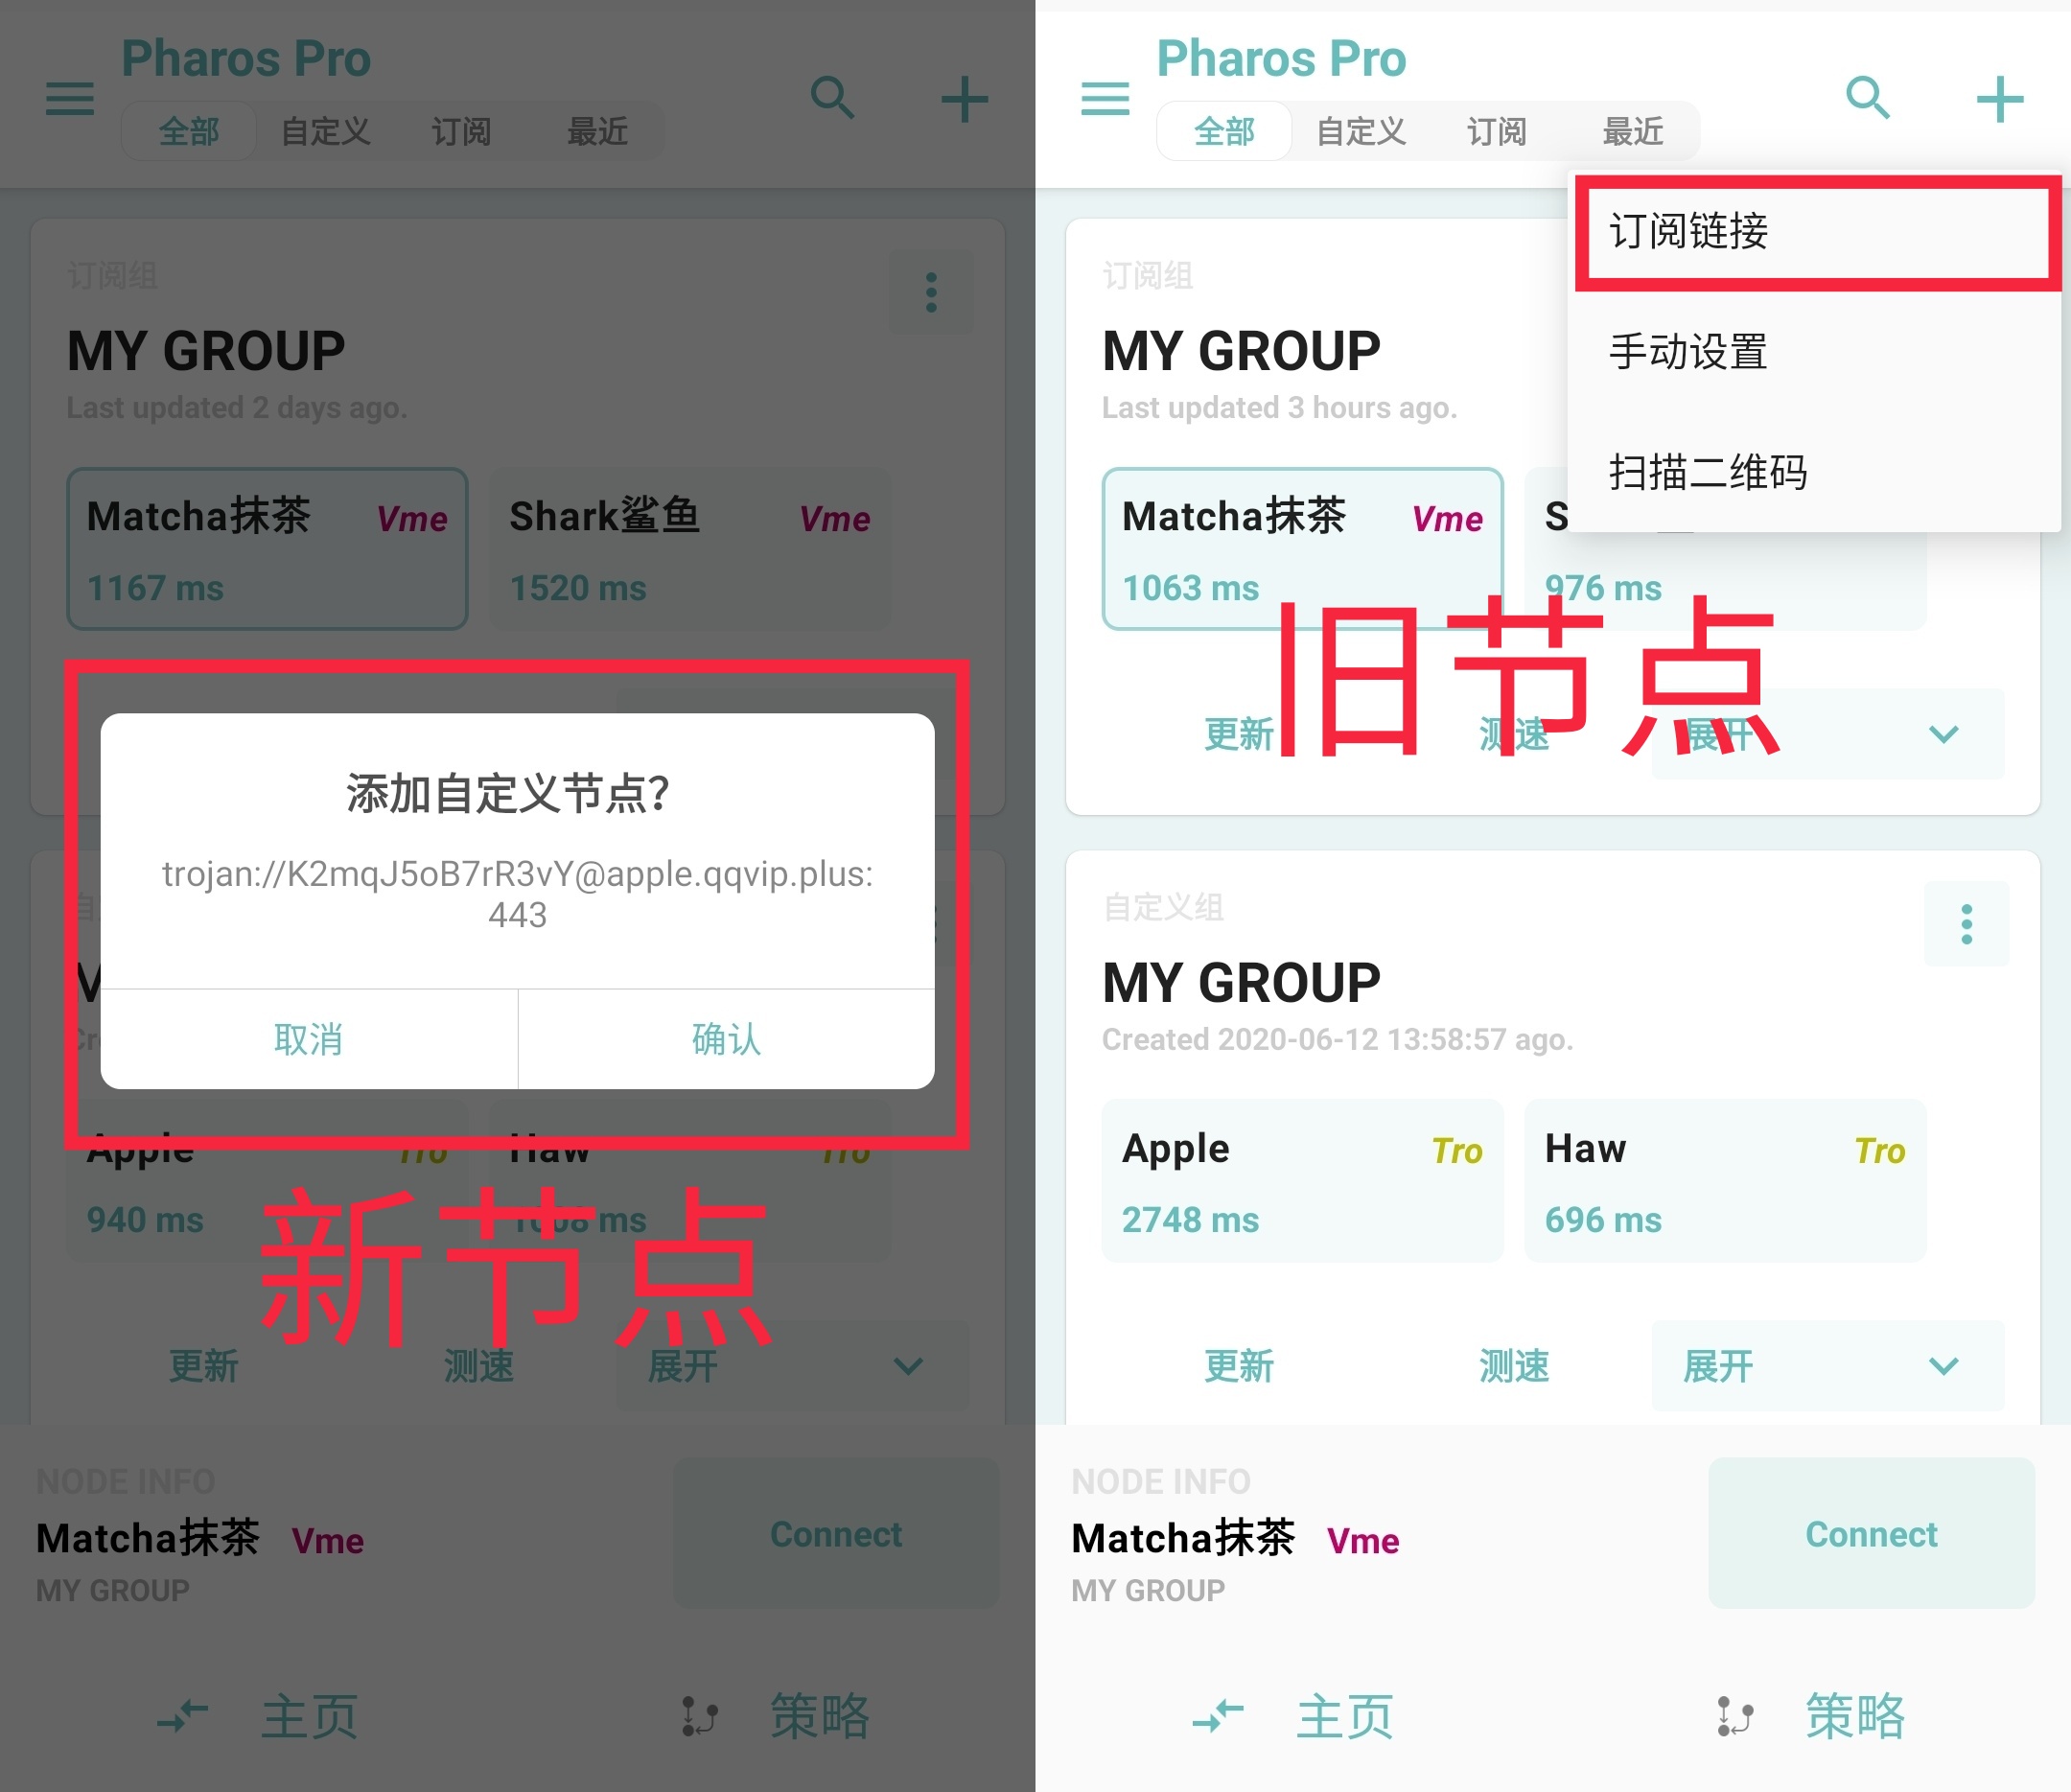 Pharos Pro
全部 自定义 订阅 最近
订阅组
MY GROUP
Last updated 2 days ago.
Matcha抹茶 Vme
1167 ms
Shark鲨鱼 Vme
1520 ms
添加自定义节点?
trojan://K2mqJ5oB7rR3vY@apple.qqvip.plus:
443
取消 确认
Apple Tro
940 ms
Haw Tro
1008 ms
新节点
更新 测速 展开
NODE INFO
Matcha抹茶 Vme
MY GROUP
Connect
主页 策略
Pharos Pro
全部 自定义 订阅 最近
订阅链接
手动设置
扫描二维码
订阅组
MY GROUP
Last updated 3 hours ago.
Matcha抹茶 Vme
1063 ms
S
976 ms
旧节点
更新 测速 展开
自定义组
MY GROUP
Created 2020-06-12 13:58:57 ago.
Apple Tro
2748 ms
Haw Tro
696 ms
更新 测速 展开
NODE INFO
Matcha抹茶 Vme
MY GROUP
Connect
主页 策略